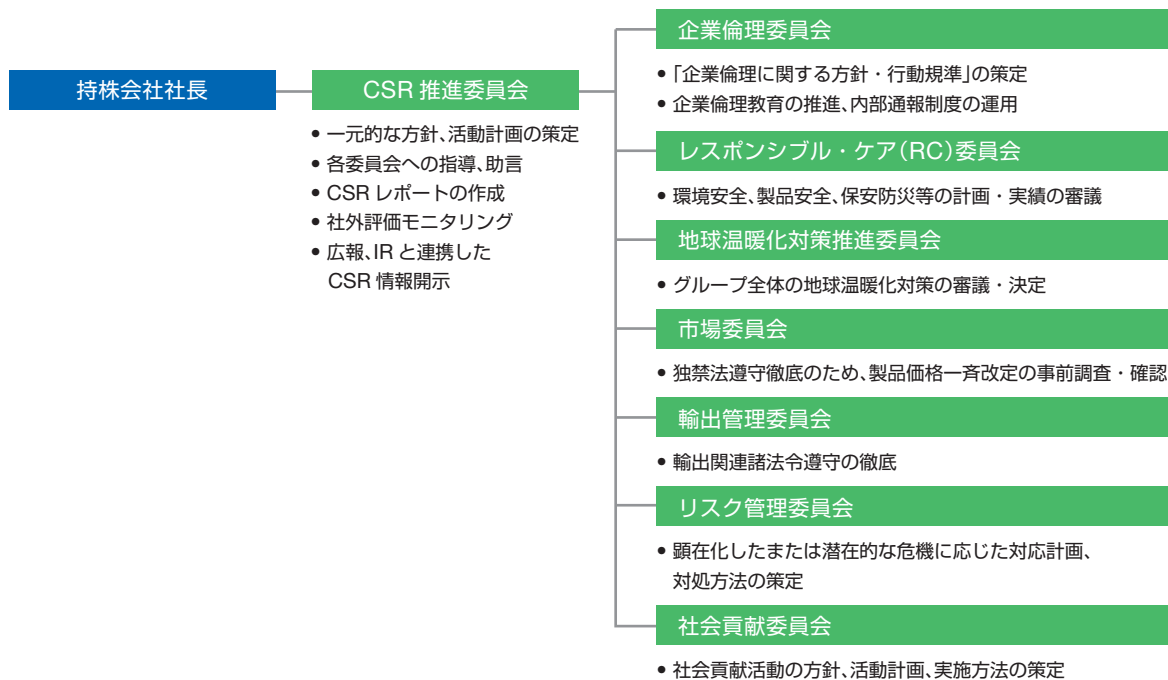 持株会社社長
CSR 推進委員会
• 一元的な方針、活動計画の策定
• 各委員会への指導、助言
• CSR レポートの作成
• 社外評価モニタリング
• 広報、IR と連携した
CSR 情報開示
企業倫理委員会
• 「企業倫理に関する方針・行動規準」の策定
• 企業倫理教育の推進、内部通報制度の運用
レスポンシブル・ケア(RC)委員会
• 環境安全、製品安全、保安防災等の計画・実績の審議
地球温暖化対策推進委員会
• グループ全体の地球温暖化対策の審議・決定
市場委員会
• 独禁法遵守徹底のため、製品価格一斉改定の事前調査・確認
輸出管理委員会
• 輸出関連諸法令遵守の徹底
リスク管理委員会
• 顕在化したまたは潜在的な危機に応じた対応計画、
対処方法の策定
社会貢献委員会
• 社会貢献活動の方針、活動計画、実施方法の策定